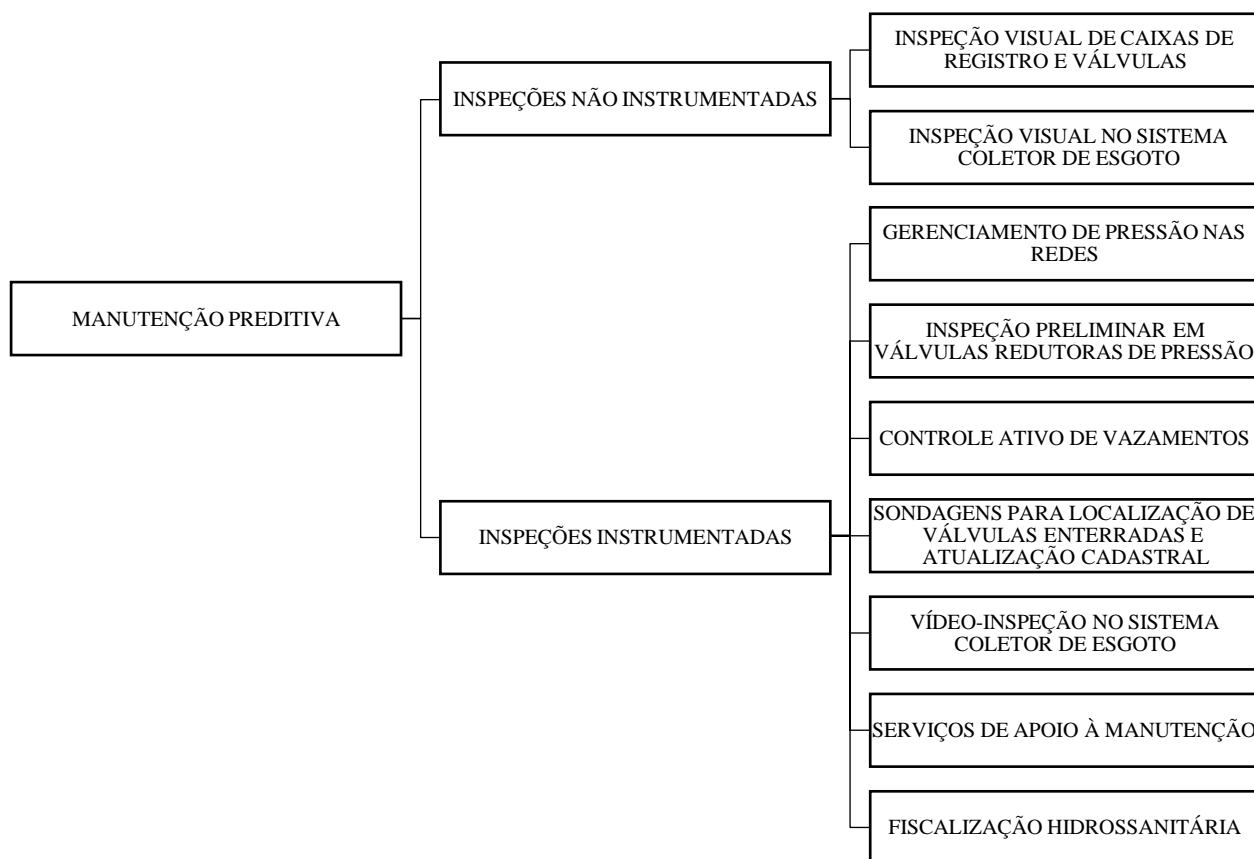 MANUTENÇÃO PREDITIVA
INSPEÇÕES NÃO INSTRUMENTADAS
INSPEÇÃO VISUAL DE CAIXAS DE
REGISTRO E VÁLVULAS
INSPEÇÃO VISUAL NO SISTEMA
COLETOR DE ESGOTO
INSPEÇÕES INSTRUMENTADAS
GERENCIAMENTO DE PRESSÃO NAS
REDES
INSPEÇÃO PRELIMINAR EM
VÁLVULAS REDUTORAS DE PRESSÃO
CONTROLE ATIVO DE VAZAMENTOS
SONDAGENS PARA LOCALIZAÇÃO DE
VÁLVULAS ENTERRADAS E
ATUALIZAÇÃO CADASTRAL
VÍDEO-INSPEÇÃO NO SISTEMA
COLETOR DE ESGOTO
SERVIÇOS DE APOIO À MANUTENÇÃO
FISCALIZAÇÃO HIDROSSANITÁRIA